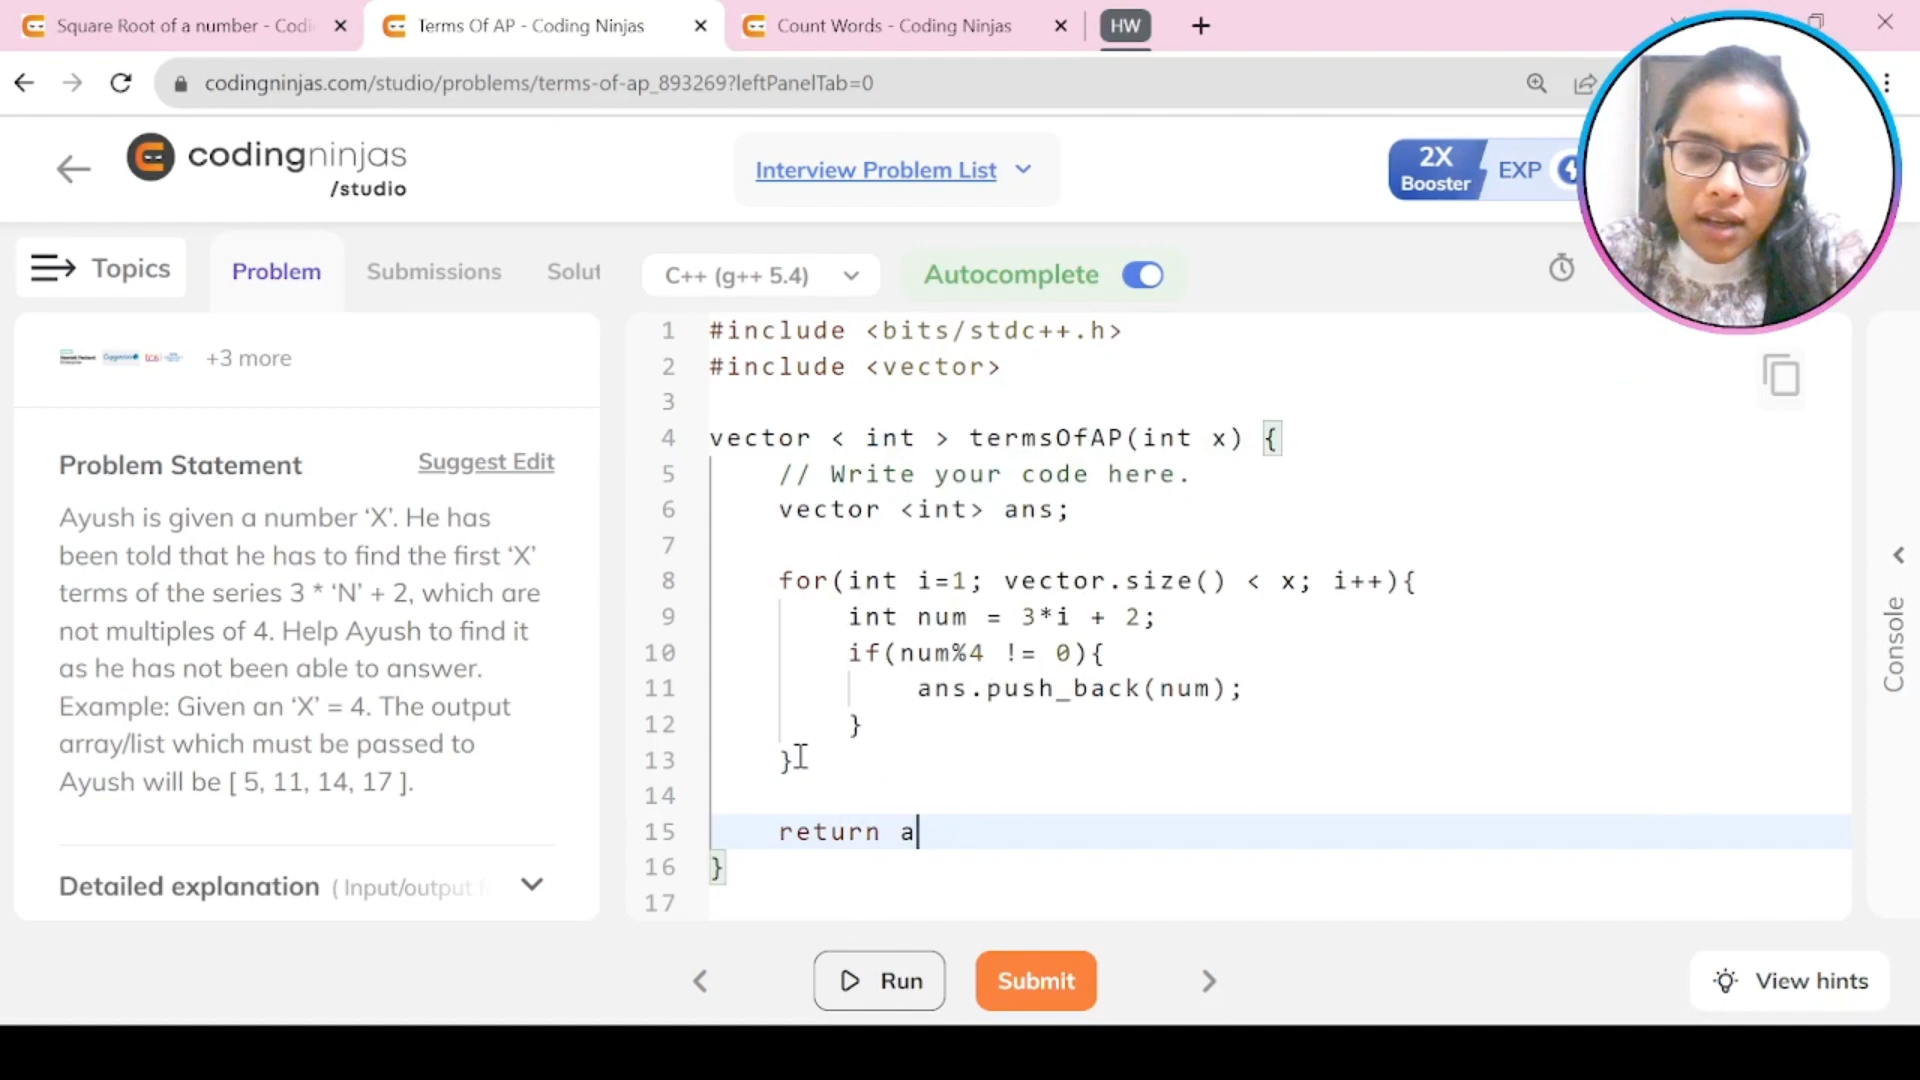 Square Root of a number - Codi
Terms Of AP - Coding Ninjas
Count Words - Coding Ninjas
HW
codingninjas.com/studio/problems/terms-of-ap_893269?leftPanelTab=0
codingninjas
/studio
Interview Problem List
2X
Booster
EXP
Topics
Problem
Submissions
Solut
C++ (g++ 5.4)
Autocomplete
+3 more
Problem Statement
Suggest Edit
Ayush is given a number ‘X’. He has
been told that he has to find the first ‘X’
terms of the series 3 * ‘N’ + 2, which are
not multiples of 4. Help Ayush to find it
as he has not been able to answer.
Example: Given an ‘X’ = 4. The output
array/list which must be passed to
Ayush will be [ 5, 11, 14, 17 ].
Detailed explanation ( Input/output f
1 #include <bits/stdc++.h>
2 #include <vector>
3
4 vector < int > termsOfAP(int x) {
5 // Write your code here.
6 vector <int> ans;
7
8 for(int i=1; vector.size() < x; i++){
9 int num = 3*i + 2;
10 if(num%4 != 0){
11 ans.push_back(num);
12 }
13 }
14
15 return a
16 }
17
Console
Run
Submit
View hints